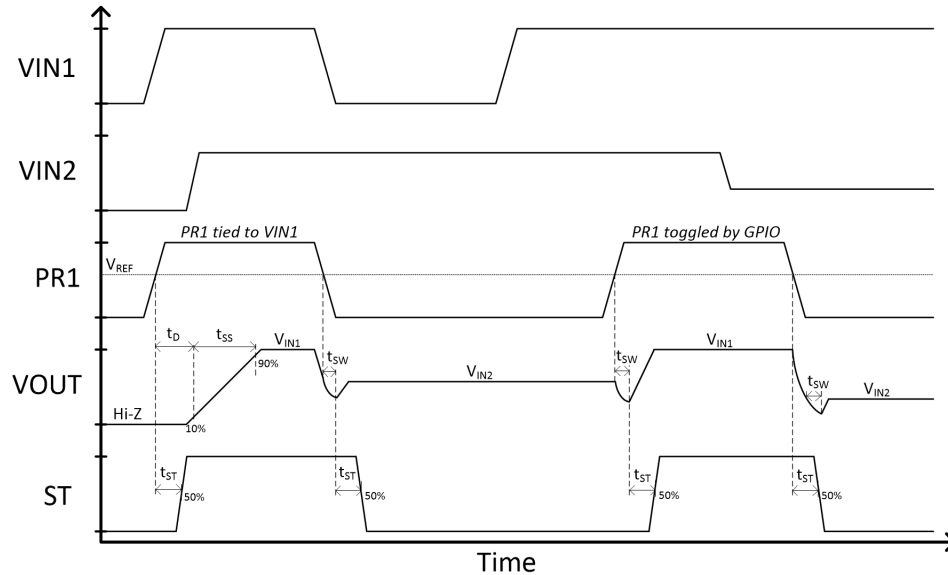 VIN1
VIN2
PR1 tied to VIN1
PR1 toggled by GPIO
VREF
PR1
tD
tSS
VIN1
90%
tSW
VIN2
tSW
VIN1
tSW
VIN2
VOUT
Hi-Z
10%
tST
50%
tST
50%
tST
50%
tST
50%
ST
Time